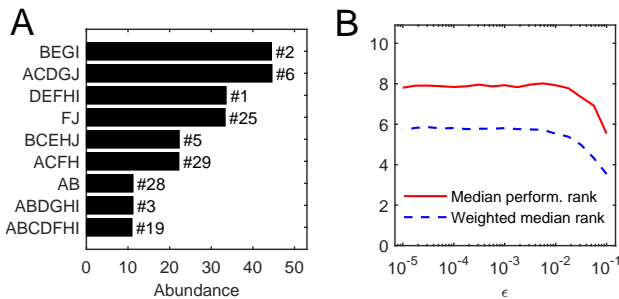 A
BEGI #2
ACDGJ #6
DEFHI #1
FJ #25
BCEHJ #5
ACFH #29
AB #28
ABDGHI #3
ABCDFHI #19
0 10 20 30 40 50
Abundance
B
10
8
6
4
2
0
Median perform. rank
Weighted median rank
10^-5 10^-4 10^-3 10^-2 10^-1
ϵ